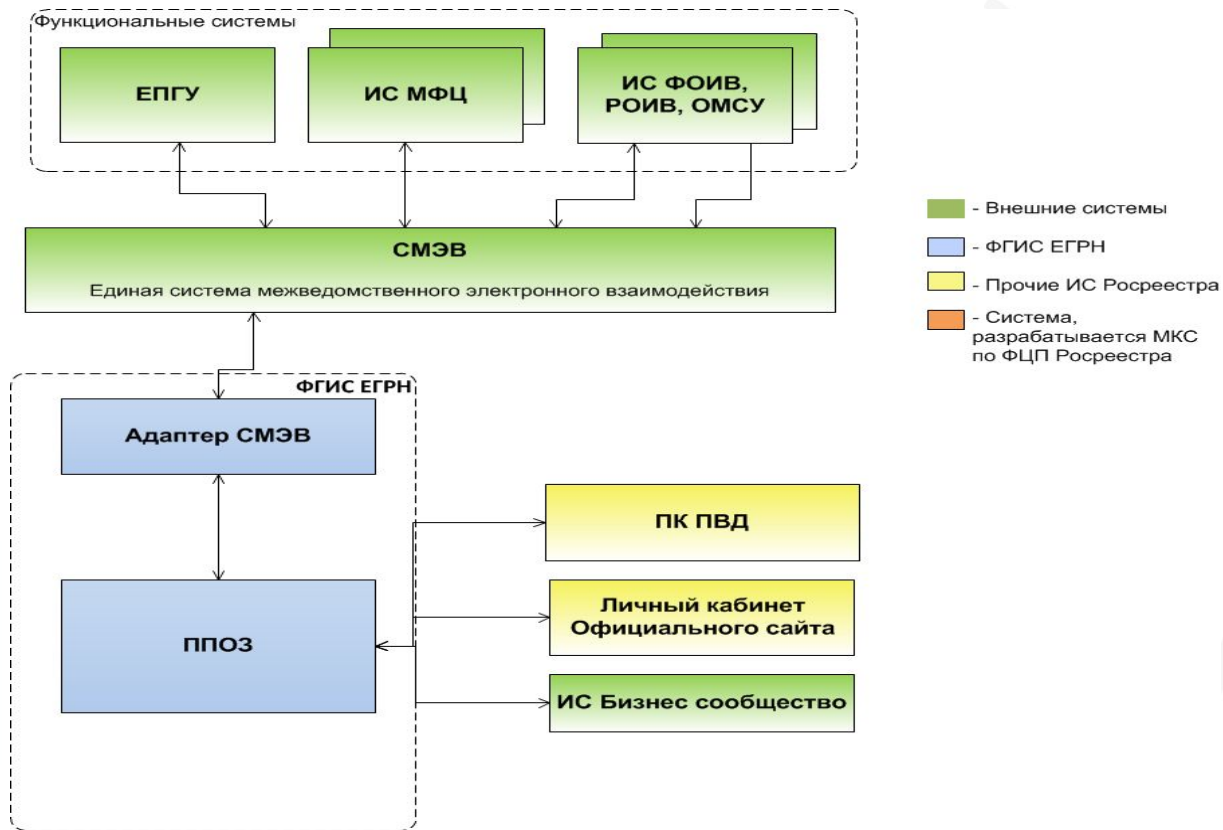 Функциональные системы
ЕПГУ
ИС МФЦ
ИС ФОИВ,
РОИВ, ОМСУ
СМЭВ
Единая система межведомственного электронного взаимодействия
- Внешние системы
- ФГИС ЕГРН
- Прочие ИС Росреестра
- Система,
разрабатывается МКС
по ФЦП Росреестра
ФГИС ЕГРН
Адаптер СМЭВ
ППОЗ
ПК ПВД
Личный кабинет
Официального сайта
ИС Бизнес сообщество